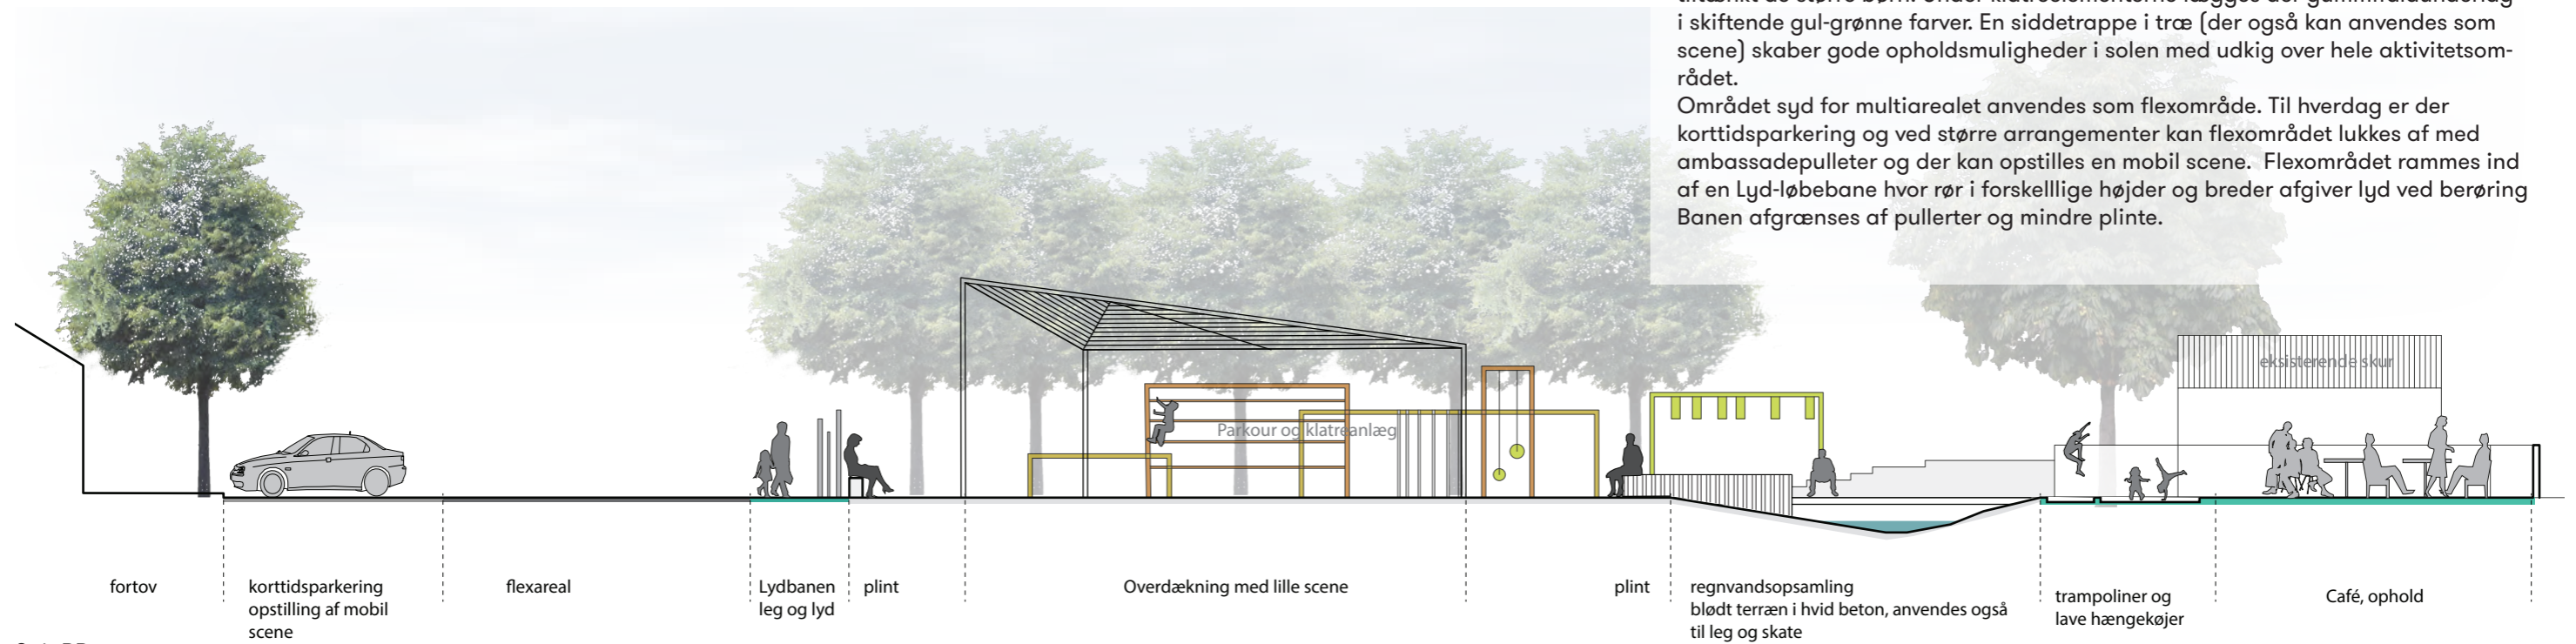 i skiftende gul-grønne farver. En siddetrappe i træ (der også kan anvendes som
scene) skaber gode opholdsmuligheder i solen med udkig over hele aktivitetsom-
rådet.
Området syd for multiarealet anvendes som flexområde. Til hverdag er der
korttidsparkering og ved større arrangementer kan flexområdet lukkes af med
ambassadepulleter og der kan opstilles en mobil scene. Flexområdet rammes ind
af en Lyd-løbebane hvor rør i forskelllige højder og breder afgiver lyd ved berøring
Banen afgrænses af pullerter og mindre plinte.
eksisterende skur
Parkour og klatreanlæg
fortov
korttidsparkering
opstilling af mobil
scene
flexareal
Lydbanen
leg og lyd
plint
Overdækning med lille scene
plint
regnvandsopsamling
blødt terræn i hvid beton, anvendes også
til leg og skate
trampoliner og
lave hængekøjer
Café, ophold